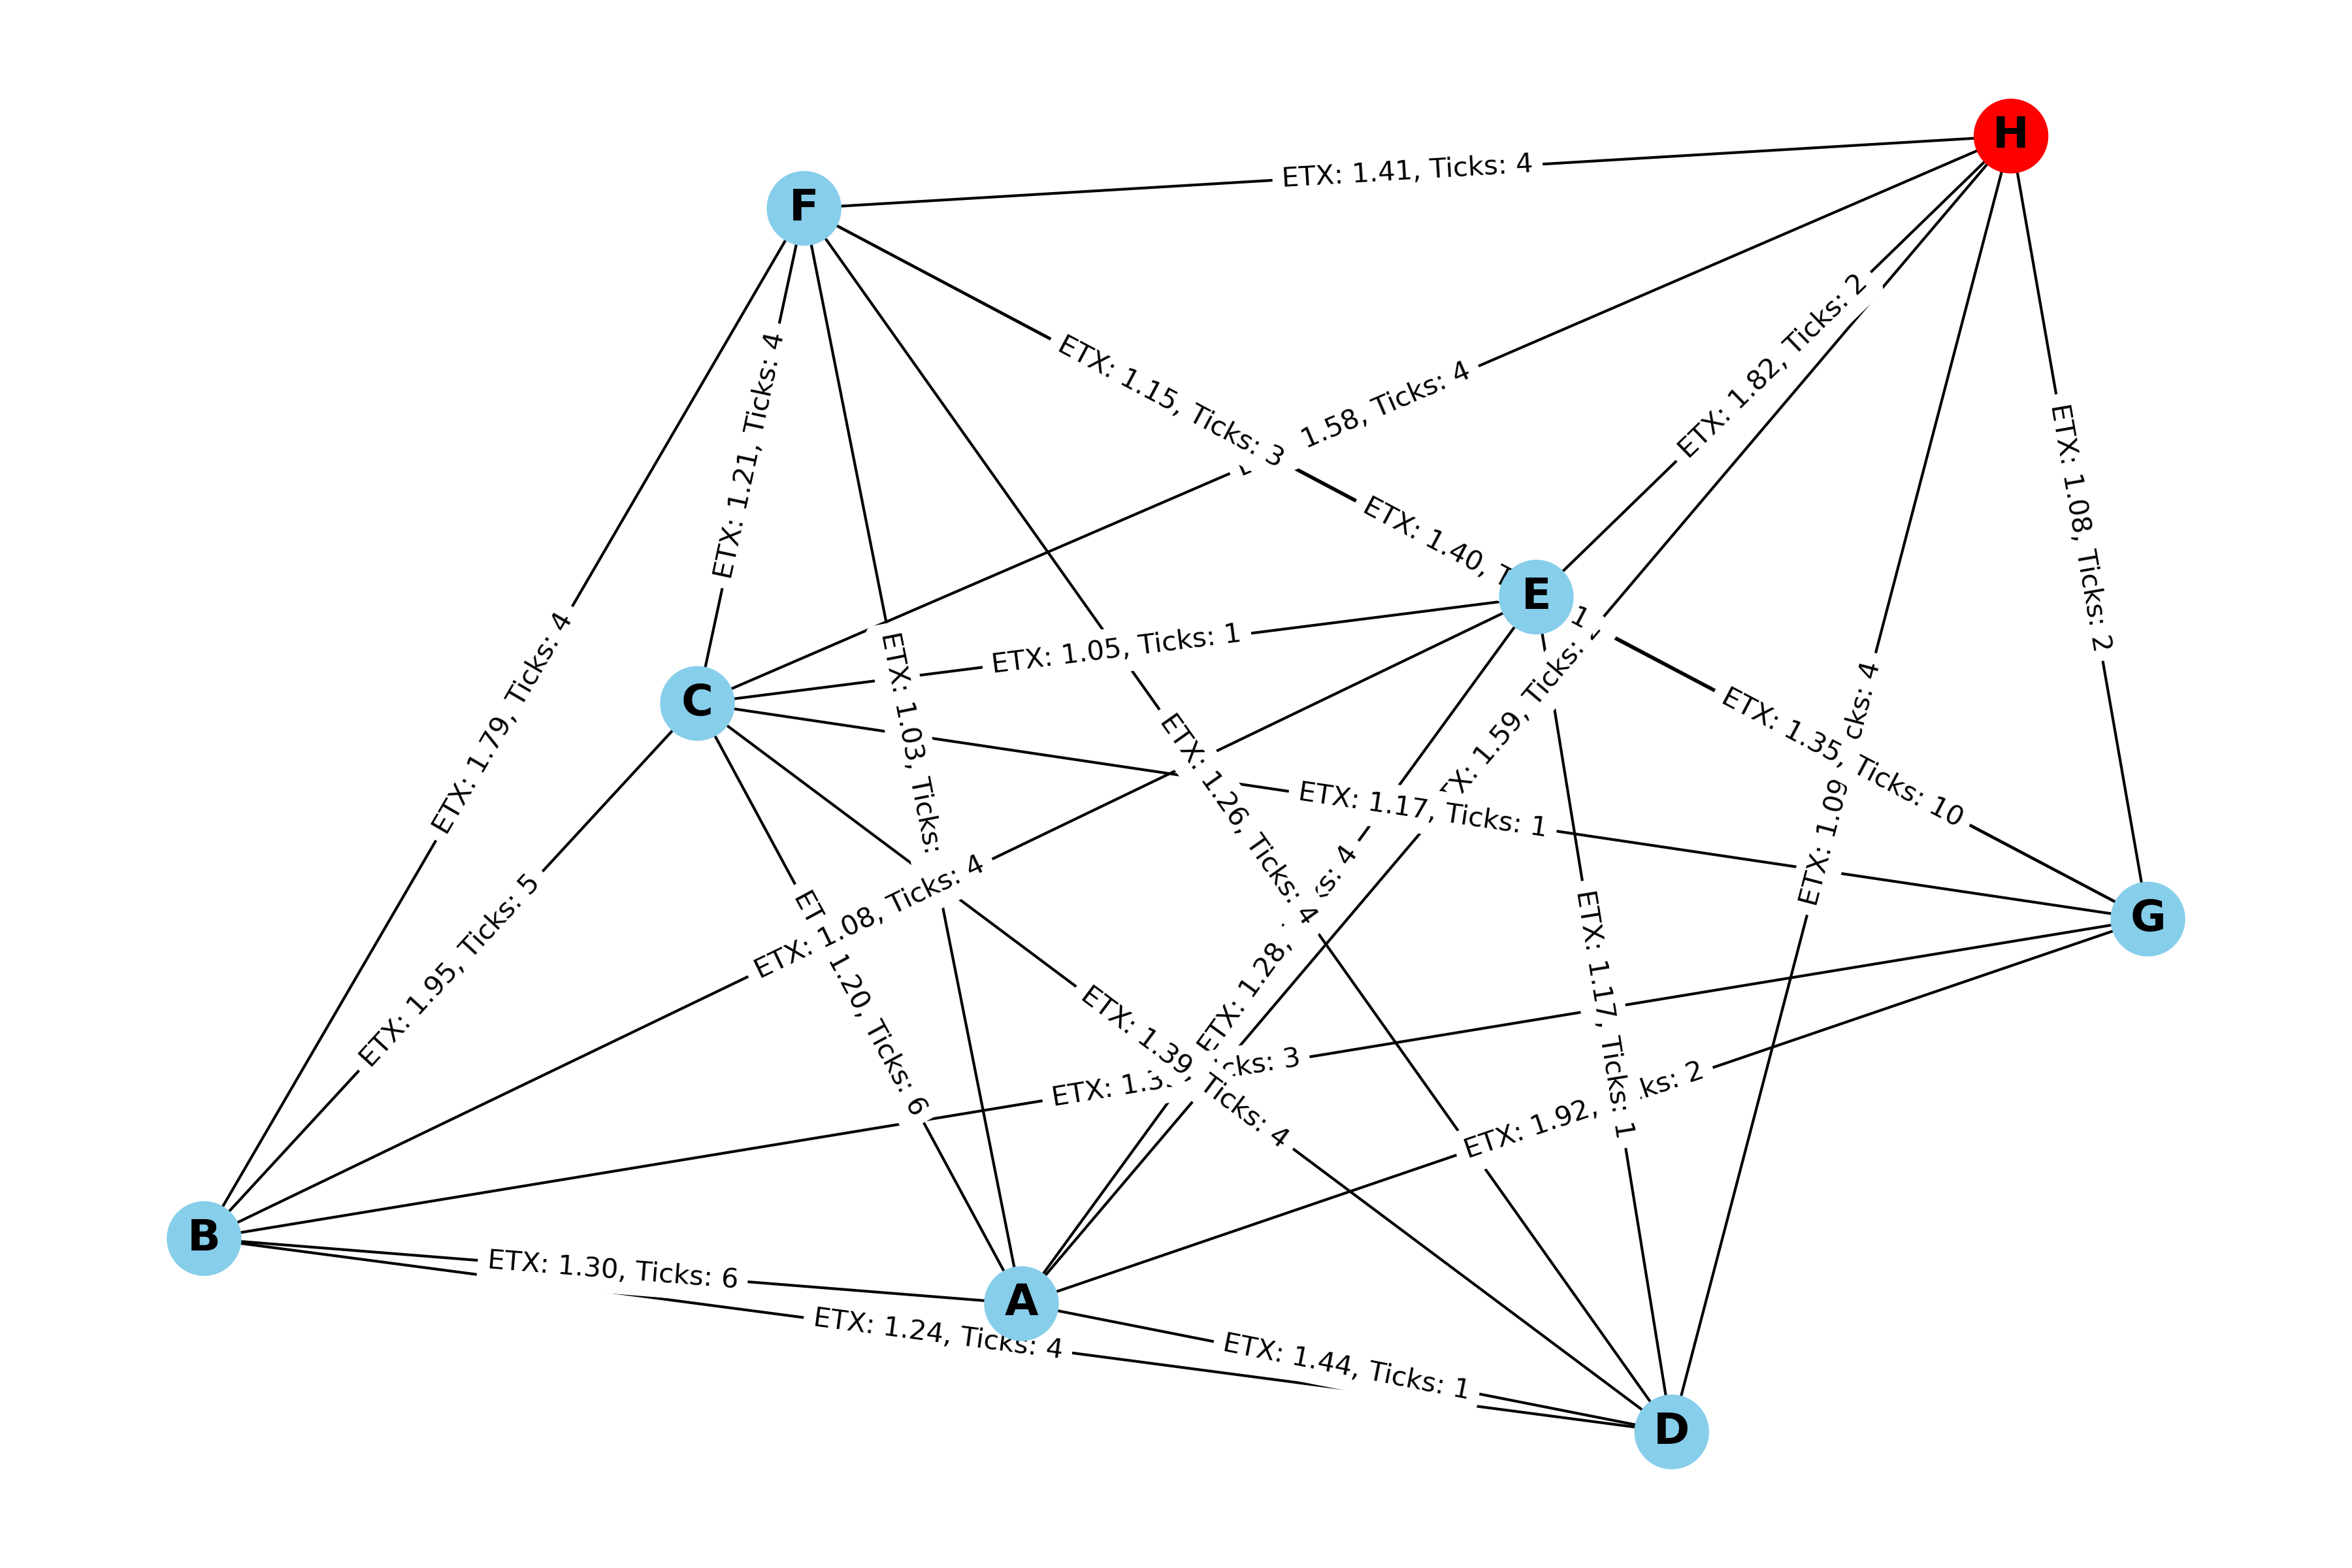 H
F
ETX: 1.41, Ticks: 4
ETX: 1.82, Ticks: 2
ETX: 1.21, Ticks: 4
ETX: 1.15, Ticks: 3
1.58, Ticks: 4
ETX: 1.08, Ticks: 2
ETX: 1.40,
1
E
ETX: 1.05, Ticks: 1
C
ETX: 1.79, Ticks: 4
ETX: 1.03, Ticks:
ETX: 1.26, Ticks: 4
1.59,
ETX: 1.35, Ticks: 10
ETX: 1.09
4
ETX: 1.17, Ticks: 1
G
ETX: 1.95, Ticks: 5
ETX: 1.08, Ticks: 4
ETX: 1.28,
4
1.20, Ticks: 6
ETX: 1.39, Ticks: 4
ETX: 1.17, Ticks: 1
ETX:
3
ETX: 1.92,
2
B
ETX: 1.30, Ticks: 6
A
ETX: 1.24, Ticks: 4
ETX: 1.44, Ticks: 1
D